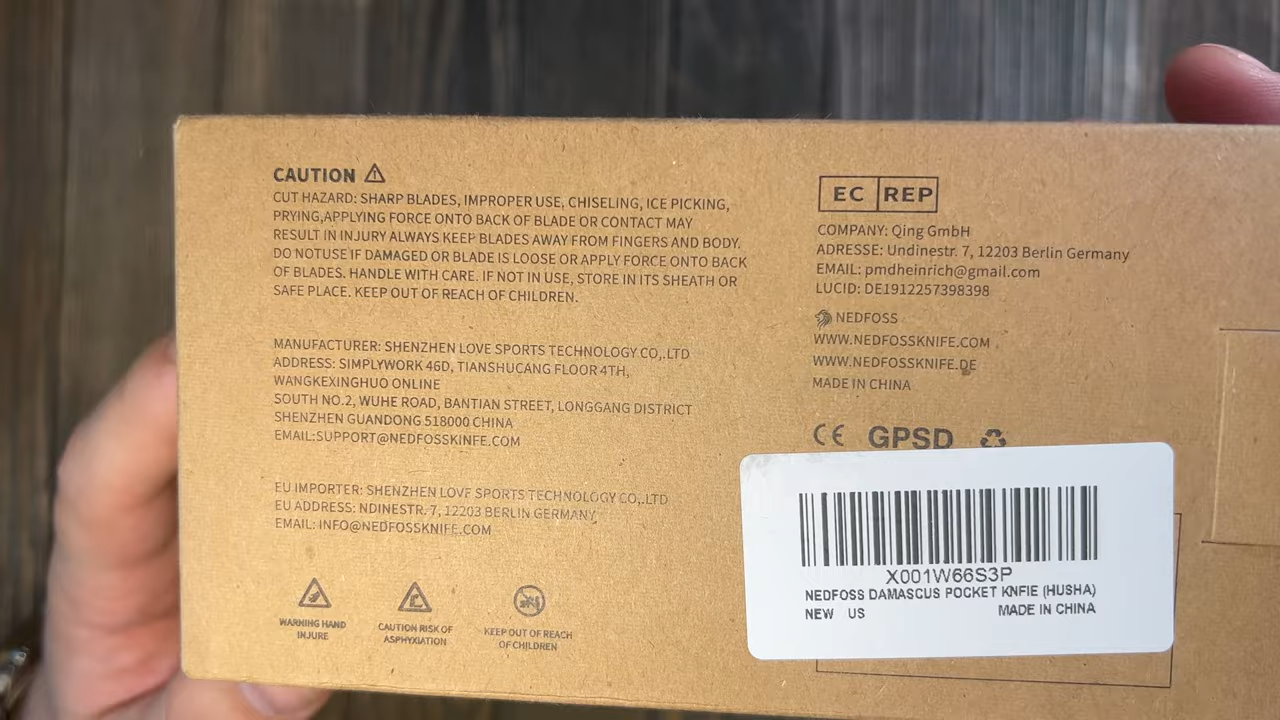 CAUTION
CUT HAZARD: SHARP BLADES, IMPROPER USE, CHISELING, ICE PICKING,
PRYING,APPLYING FORCE ONTO BACK OF BLADE OR CONTACT MAY
RESULT IN INJURY ALWAYS KEEP BLADES AWAY FROM FINGERS AND BODY.
DO NOTUSE IF DAMAGED OR BLADE IS LOOSE OR APPLY FORCE ONTO BACK
OF BLADES. HANDLE WITH CARE. IF NOT IN USE, STORE IN ITS SHEATH OR
SAFE PLACE. KEEP OUT OF REACH OF CHILDREN.
MANUFACTURER: SHENZHEN LOVE SPORTS TECHNOLOGY CO,.LTD
ADDRESS: SIMPLYWORK 46D, TIANSHUCANG FLOOR 4TH,
WANGKEXINGHUO ONLINE
SOUTH NO.2, WUHE ROAD, BANTIAN STREET, LONGGANG DISTRICT
SHENZHEN GUANDONG 518000 CHINA
EMAIL:SUPPORT@NEDFOSSKINFE.COM
EU IMPORTER: SHENZHEN LOVE SPORTS TECHNOLOGY CO,.LTD
EU ADDRESS: NDINESTR. 7, 12203 BERLIN GERMANY
EMAIL: INFO@NEDFOSSKNIFE.COM
WARNING HAND
INJURE
CAUTION RISK OF
ASPHYXIATION
KEEP OUT OF REACH
OF CHILDREN
EC REP
COMPANY: Qing GmbH
ADRESSE: Undinestr. 7, 12203 Berlin Germany
EMAIL: pmdheinrich@gmail.com
LUCID: DE1912257398398
NEDFOSS
WWW.NEDFOSSKNIFE.COM
WWW.NEDFOSSKNIFE.DE
MADE IN CHINA
CE GPSD
X001W66S3P
NEDFOSS DAMASCUS POCKET KNFIE (HUSHA)
NEW US MADE IN CHINA